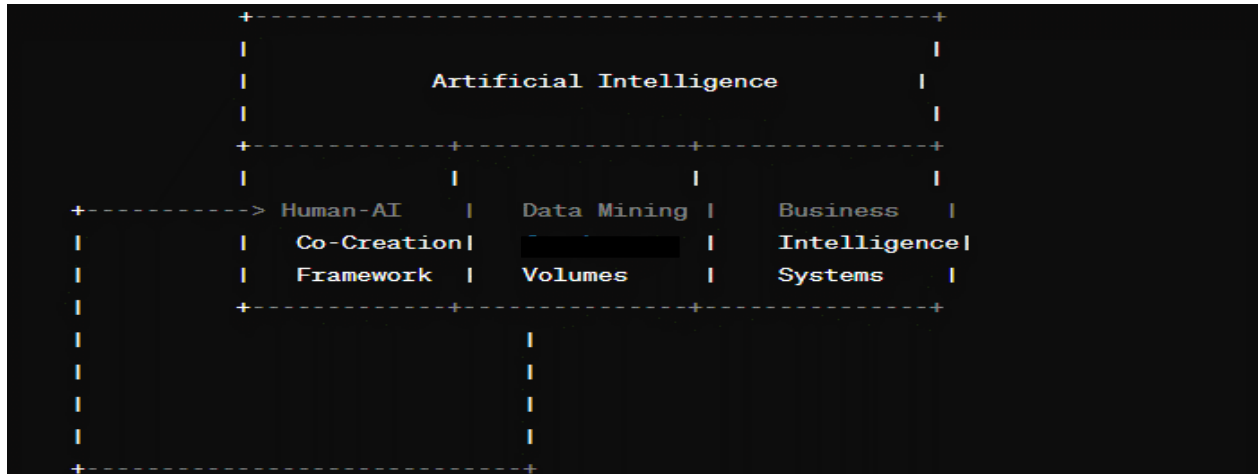 Artificial Intelligence
Human-AI Data Mining Business
Co-Creation Intelligence
Framework Volumes Systems